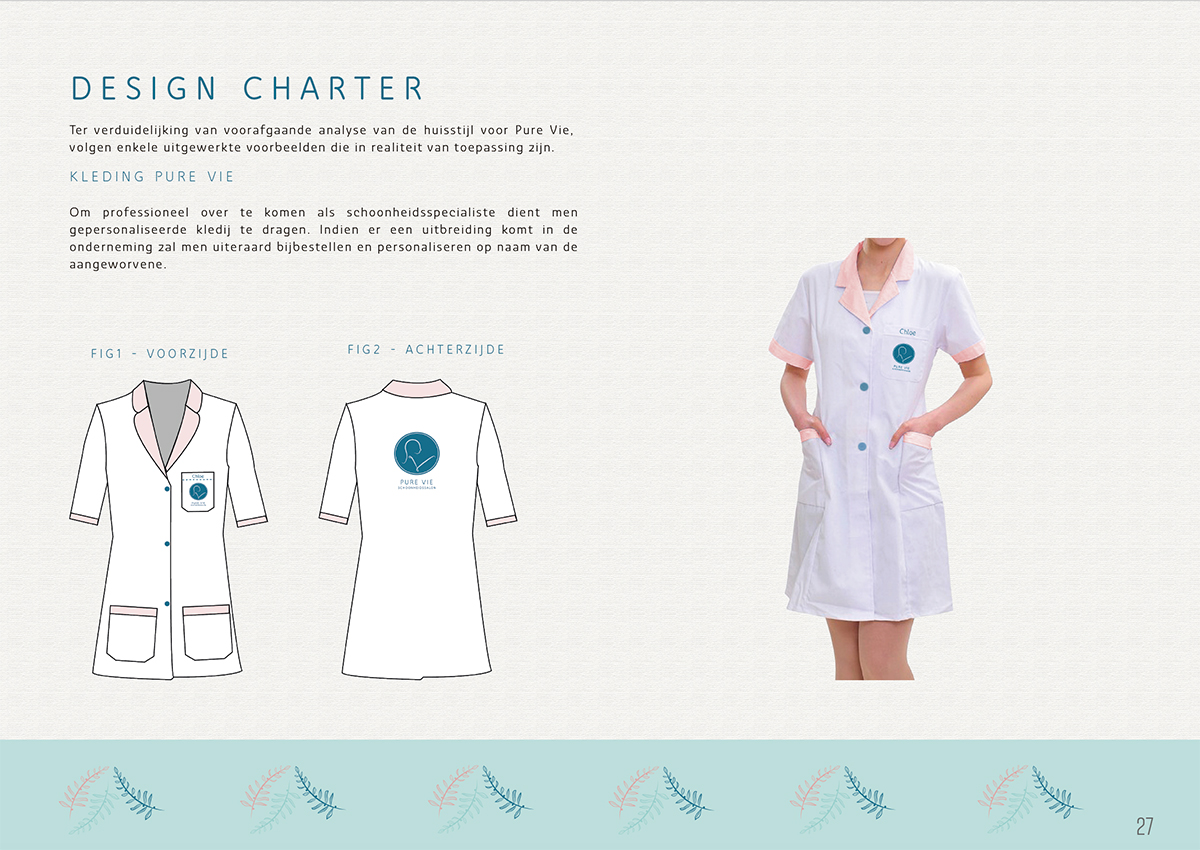 DESIGN CHARTER
Ter verduidelijking van voorafgaande analyse van de huisstijl voor Pure Vie,
volgen enkele uitgewerkte voorbeelden die in realiteit van toepassing zijn.
KLEDING PURE VIE
Om professioneel over te komen als schoonheidsspecialiste dient men
gepersonaliseerde kledij te dragen. Indien er een uitbreiding komt in de
onderneming zal men uiteraard bijbestellen en personaliseren op naam van de
aangeworvene.
FIG1 - VOORZIJDE
FIG2 - ACHTERZIJDE
Chloe
PURE VIE
PURE VIE
SCHOONHEIDSSALON
Chloe
PURE VIE
27